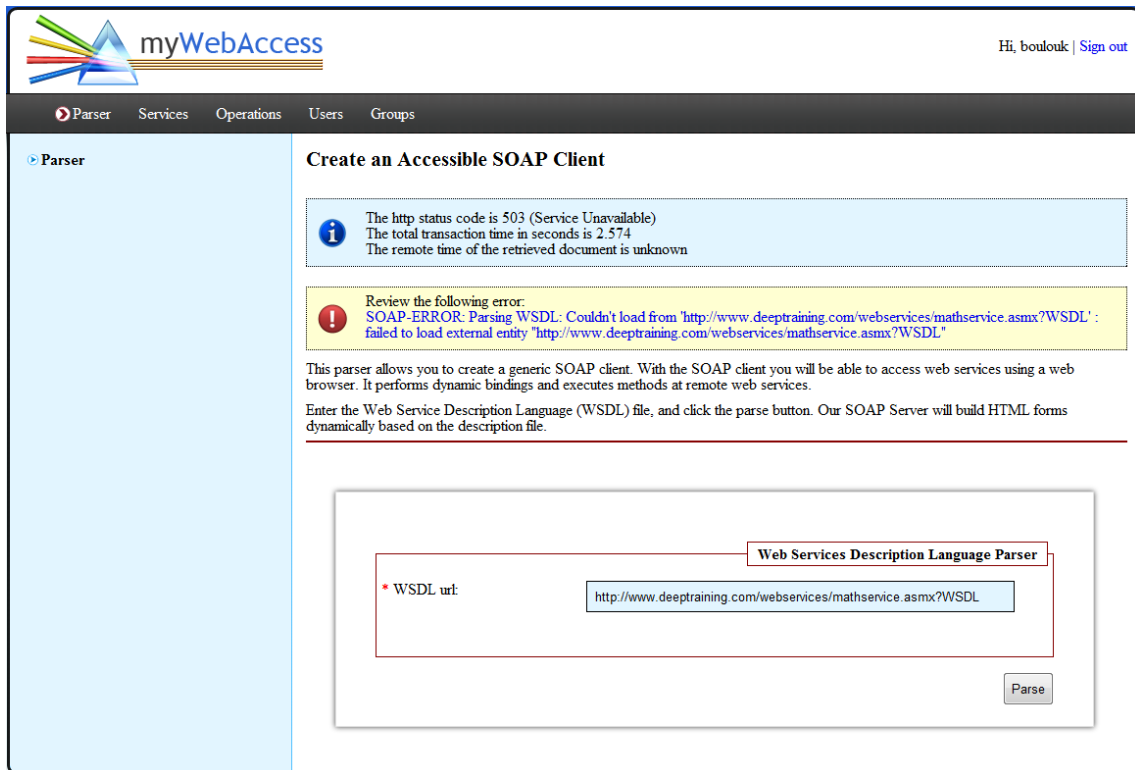 myWebAccess
Hi, boulouk | Sign out
Parser Services Operations Users Groups
Parser
Create an Accessible SOAP Client
The http status code is 503 (Service Unavailable)
The total transaction time in seconds is 2.574
The remote time of the retrieved document is unknown
Review the following error:
SOAP-ERROR: Parsing WSDL: Couldn't load from 'http://www.deeptraining.com/webservices/mathservice.asmx?WSDL' :
failed to load external entity "http://www.deeptraining.com/webservices/mathservice.asmx?WSDL"
This parser allows you to create a generic SOAP client. With the SOAP client you will be able to access web services using a web
browser. It performs dynamic bindings and executes methods at remote web services.
Enter the Web Service Description Language (WSDL) file, and click the parse button. Our SOAP Server will build HTML forms
dynamically based on the description file.
Web Services Description Language Parser
* WSDL url:
http://www.deeptraining.com/webservices/mathservice.asmx?WSDL
Parse